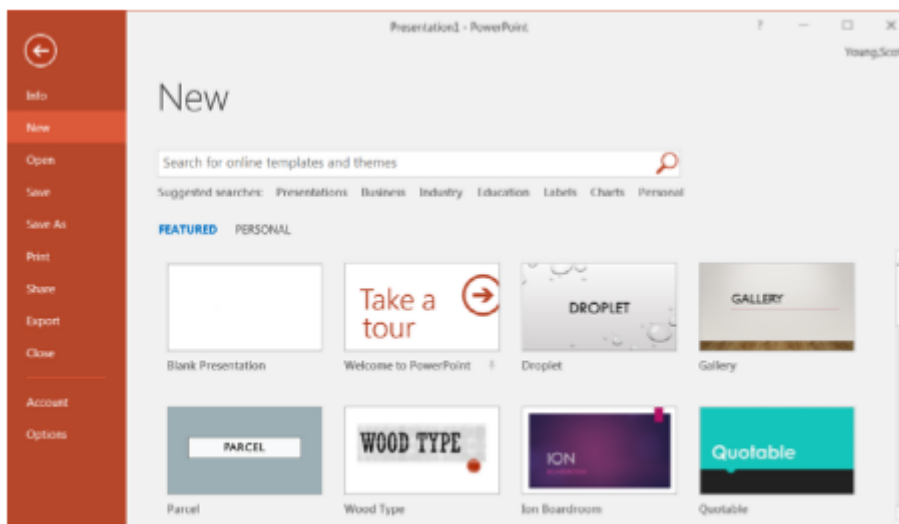 Presentation1 - PowerPoint
?
Young,Scot
Info
New
Open
Save
Save As
Print
Share
Export
Close
Account
Options
New
Search for online templates and themes
Suggested searches: Presentations Business Industry Education Labels Charts Personal
FEATURED PERSONAL
Take a
tour
DROPLET
GALLERY
Blank Presentation Welcome to PowerPoint Droplet Gallery
PARCEL
WOOD TYPE
ION
Quotable
Parcel Wood Type Ion Boardroom Quotable